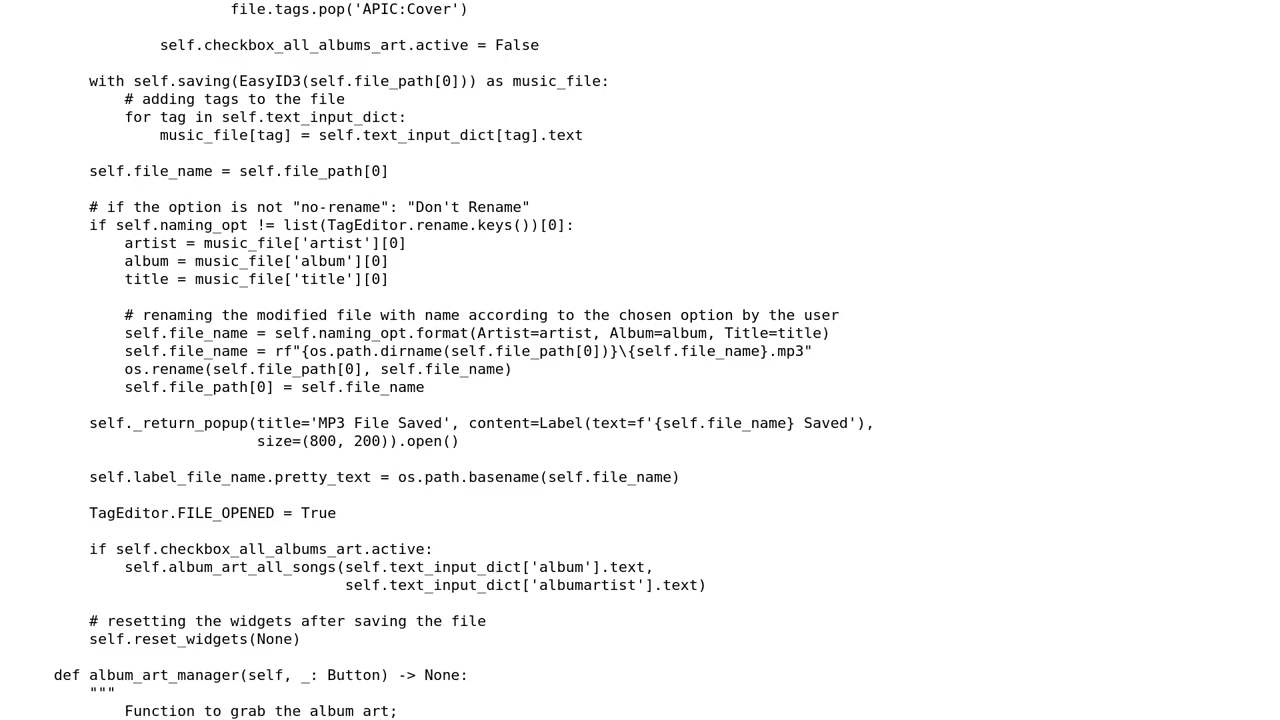 file.tags.pop('APIC:Cover')
self.checkbox_all_albums_art.active = False
with self.saving(EasyID3(self.file_path[0])) as music_file:
# adding tags to the file
for tag in self.text_input_dict:
music_file[tag] = self.text_input_dict[tag].text
self.file_name = self.file_path[0]
# if the option is not "no-rename": "Don't Rename"
if self.naming_opt != list(TagEditor.rename.keys())[0]:
artist = music_file['artist'][0]
album = music_file['album'][0]
title = music_file['title'][0]
# renaming the modified file with name according to the chosen option by the user
self.file_name = self.naming_opt.format(Artist=artist, Album=album, Title=title)
self.file_name = rf"{os.path.dirname(self.file_path[0])}\{self.file_name}.mp3"
os.rename(self.file_path[0], self.file_name)
self.file_path[0] = self.file_name
self._return_popup(title='MP3 File Saved', content=Label(text=f'{self.file_name} Saved'),
size=(800, 200)).open()
self.label_file_name.pretty_text = os.path.basename(self.file_name)
TagEditor.FILE_OPENED = True
if self.checkbox_all_albums_art.active:
self.album_art_all_songs(self.text_input_dict['album'].text,
self.text_input_dict['albumartist'].text)
# resetting the widgets after saving the file
self.reset_widgets(None)
def album_art_manager(self, _: Button) -> None:
"""
Function to grab the album art;